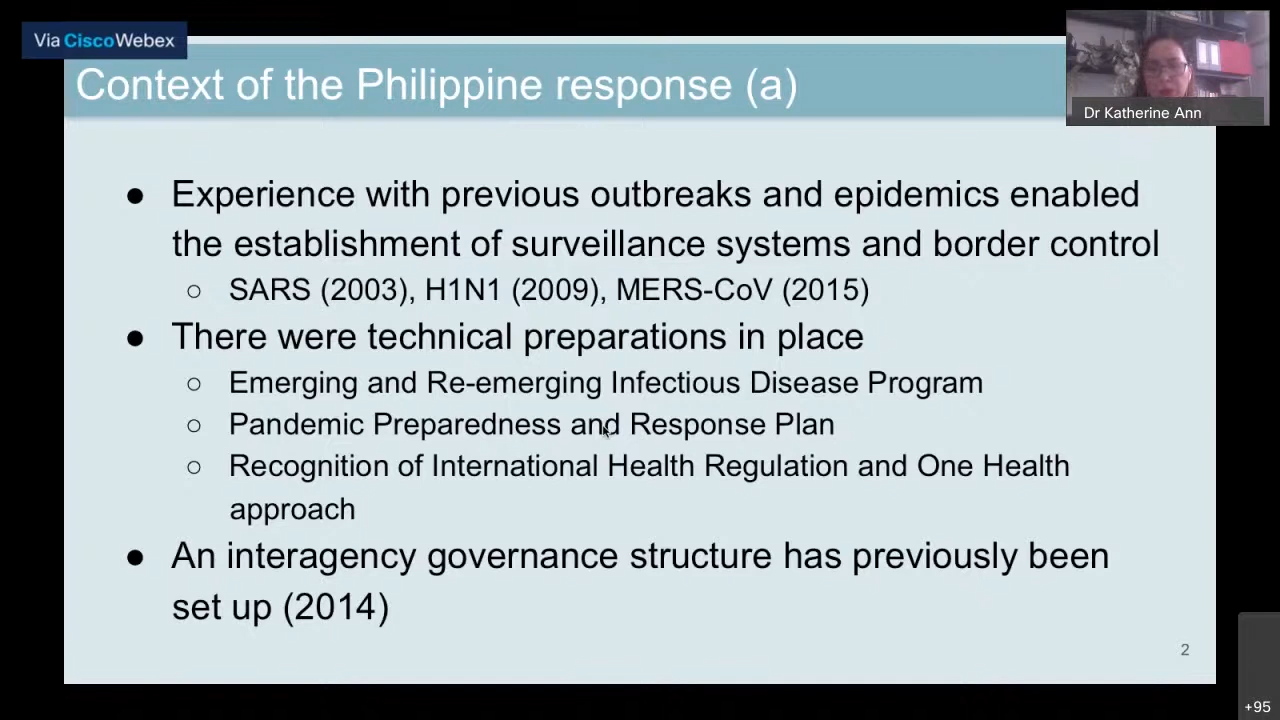 Via CiscoWebex
Context of the Philippine response (a)
Dr Katherine Ann
● Experience with previous outbreaks and epidemics enabled
the establishment of surveillance systems and border control
○ SARS (2003), H1N1 (2009), MERS-CoV (2015)
● There were technical preparations in place
○ Emerging and Re-emerging Infectious Disease Program
○ Pandemic Preparedness and Response Plan
○ Recognition of International Health Regulation and One Health
approach
● An interagency governance structure has previously been
set up (2014)
2
+95